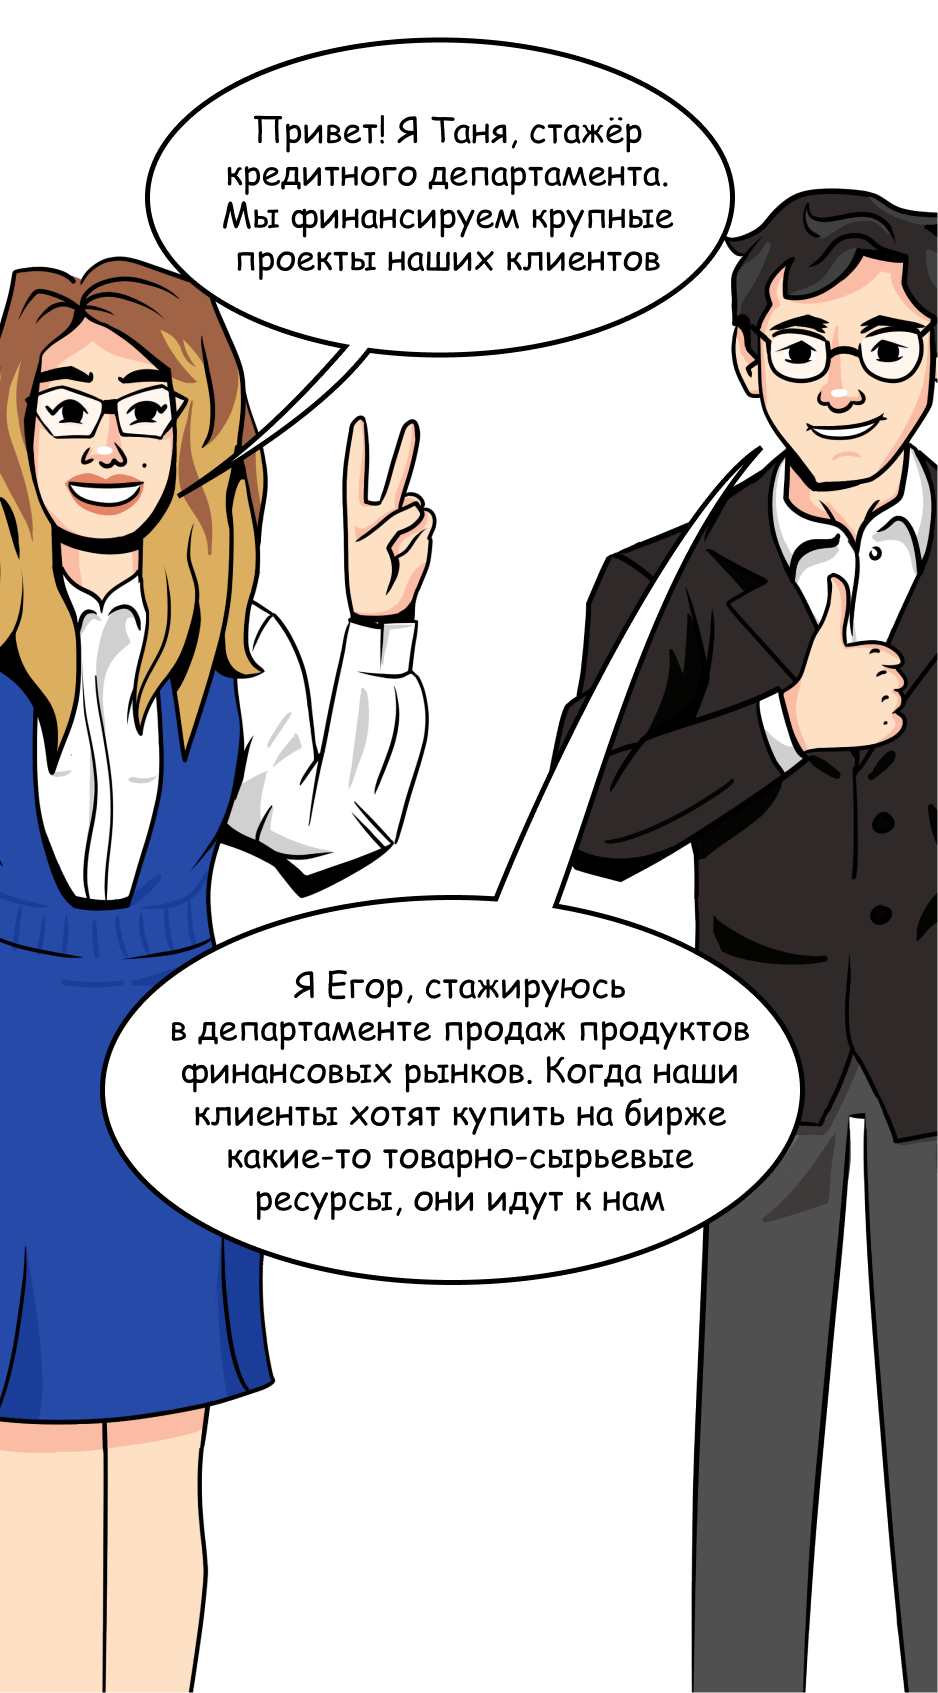 Привет! Я Таня, стажёр
кредитного департамента.
Мы финансируем крупные
проекты наших клиентов
Я Егор, стажируюсь
в департаменте продаж продуктов
финансовых рынков. Когда наши
клиенты хотят купить на бирже
какие-то товарно-сырьевые
ресурсы, они идут к нам